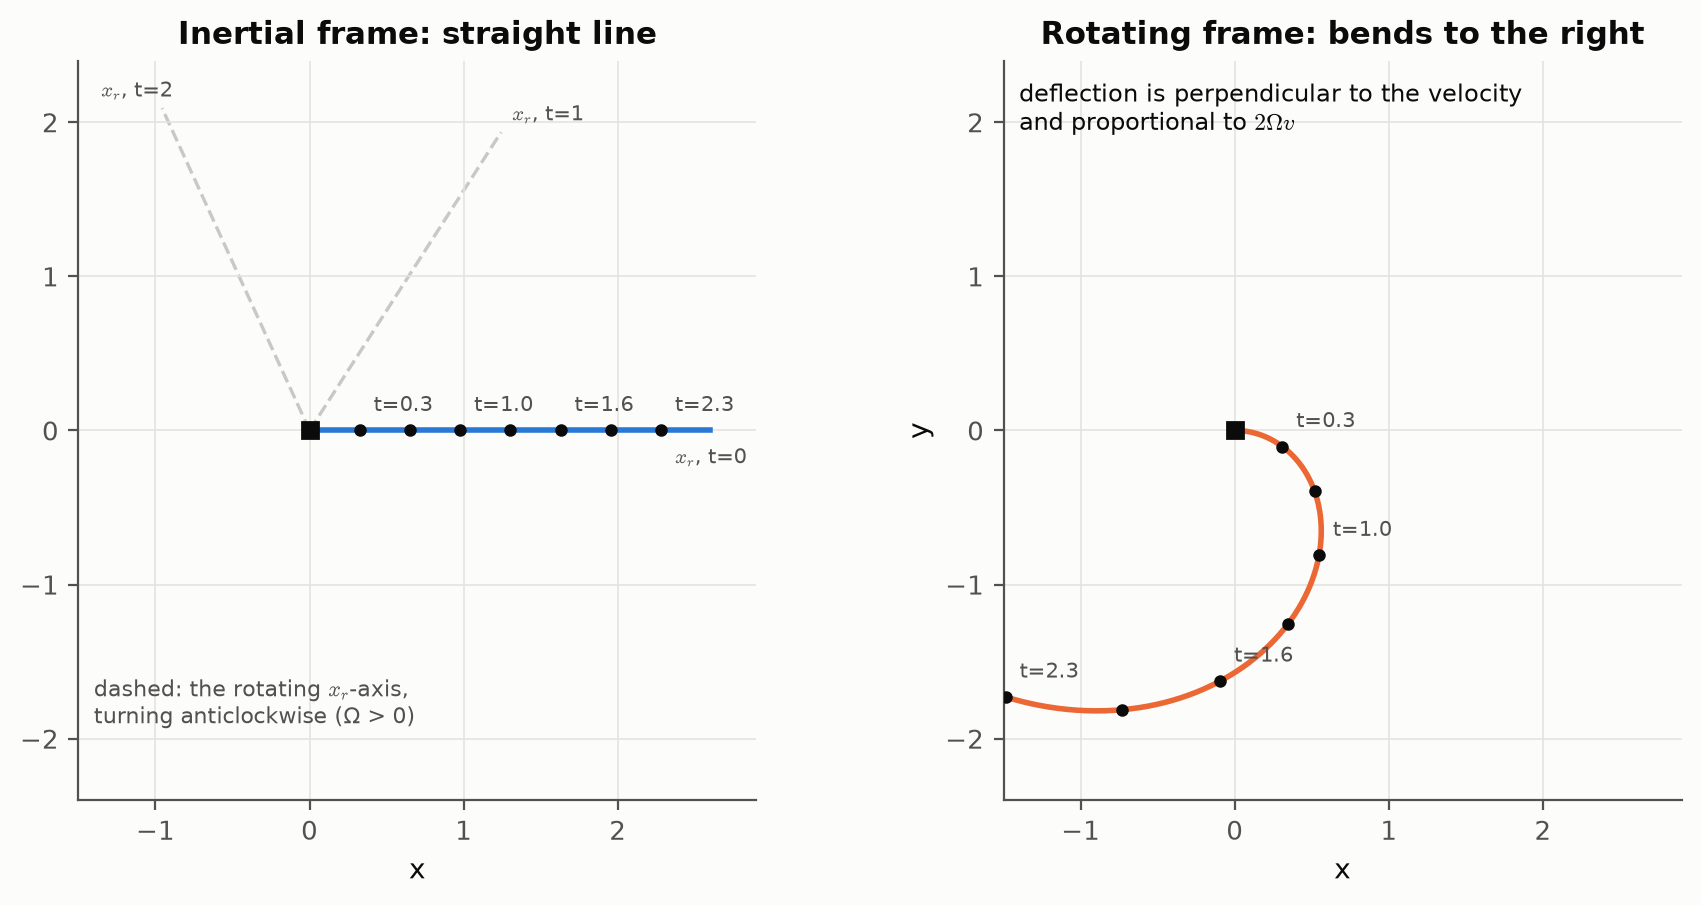 Inertial frame: straight line
xᵣ, t=2
xᵣ, t=1
2
1
0
−1
−2
t=0.3
t=1.0
t=1.6
t=2.3
xᵣ, t=0
dashed: the rotating xᵣ-axis,
turning anticlockwise (Ω > 0)
−1
0
1
2
x
Rotating frame: bends to the right
deflection is perpendicular to the velocity
and proportional to 2Ωv
y
2
1
0
−1
−2
t=0.3
t=1.0
t=1.6
t=2.3
−1
0
1
2
x